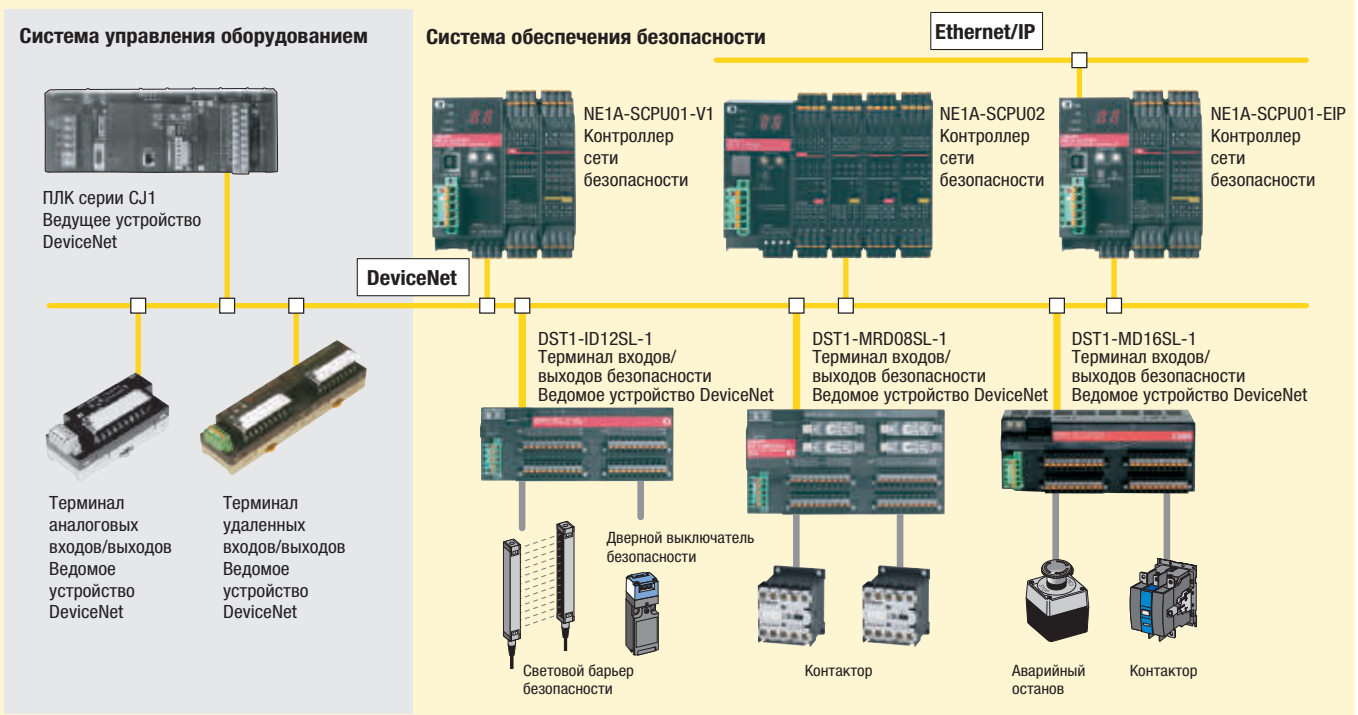 Система управления оборудованием
Система обеспечения безопасности
Ethernet/IP
ПЛК серии CJ1
Ведущее устройство
DeviceNet
NE1A-SCPU01-V1
Контроллер
сети
безопасности
NE1A-SCPU02
Контроллер
сети
безопасности
NE1A-SCPU01-EIP
Контроллер
сети
безопасности
DeviceNet
DST1-ID12SL-1
Терминал входов/
выходов безопасности
Ведомое устройство DeviceNet
DST1-MRD08SL-1
Терминал входов/
выходов безопасности
Ведомое устройство DeviceNet
DST1-MD16SL-1
Терминал входов/
выходов безопасности
Ведомое устройство DeviceNet
Терминал
аналоговых
входов/выходов
Ведомое
устройство
DeviceNet
Терминал
удаленных
входов/выходов
Ведомое
устройство
DeviceNet
Дверной выключатель
безопасности
Световой барьер
безопасности
Контактор
Аварийный
останов
Контактор